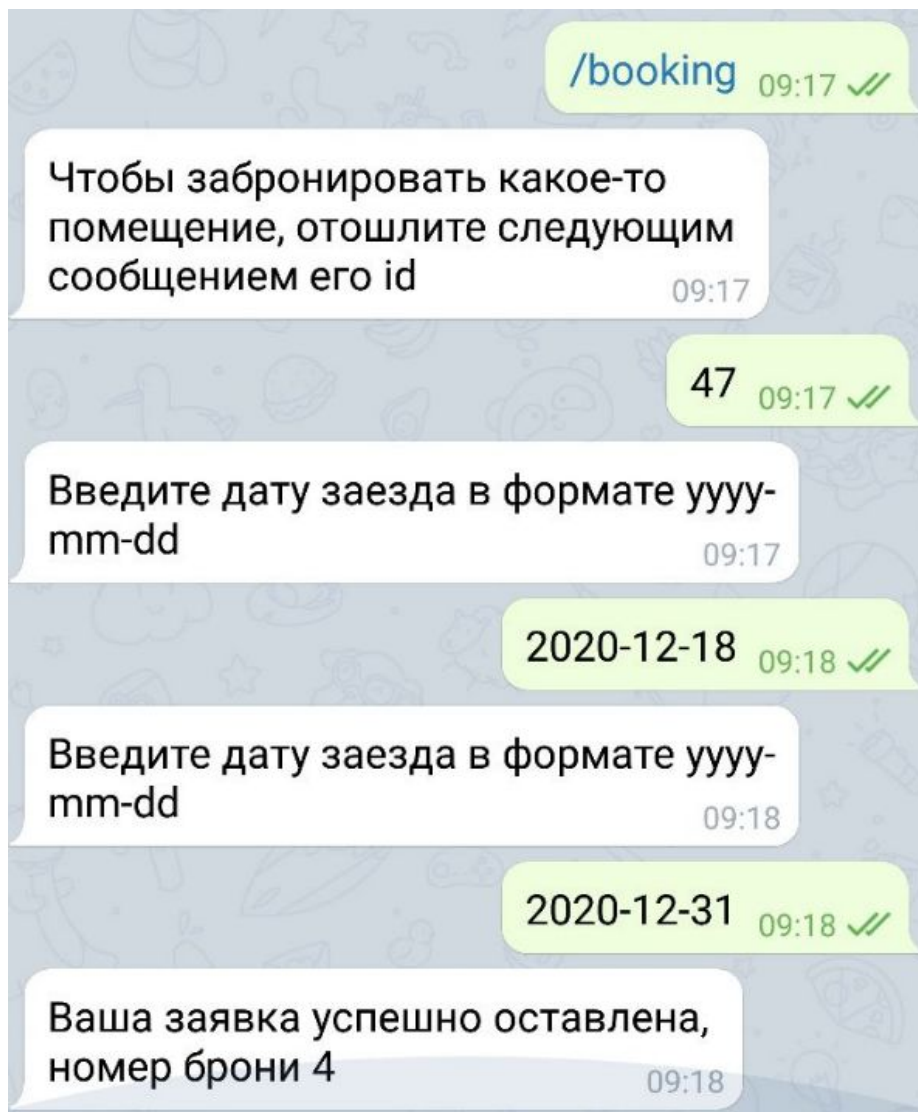 /booking 09:17
Чтобы забронировать какое-то
помещение, отошлите следующим
сообщением его id
09:17
47 09:17
Введите дату заезда в формате yyyy-
mm-dd
09:17
2020-12-18 09:18
Введите дату заезда в формате yyyy-
mm-dd
09:18
2020-12-31 09:18
Ваша заявка успешно оставлена,
номер брони 4
09:18